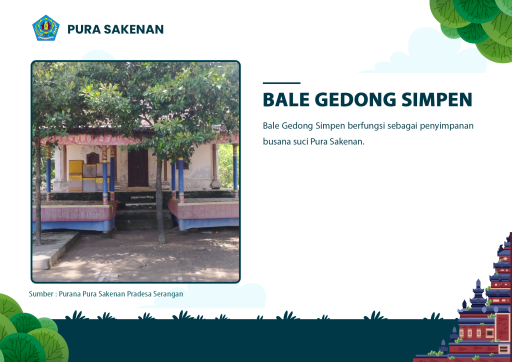 PURA SAKENAN
BALE GEDONG SIMPEN
Bale Gedong Simpen berfungsi sebagai penyimpanan
busana suci Pura Sakenan.
Sumber : Purana Pura Sakenan Pradesa Serangan